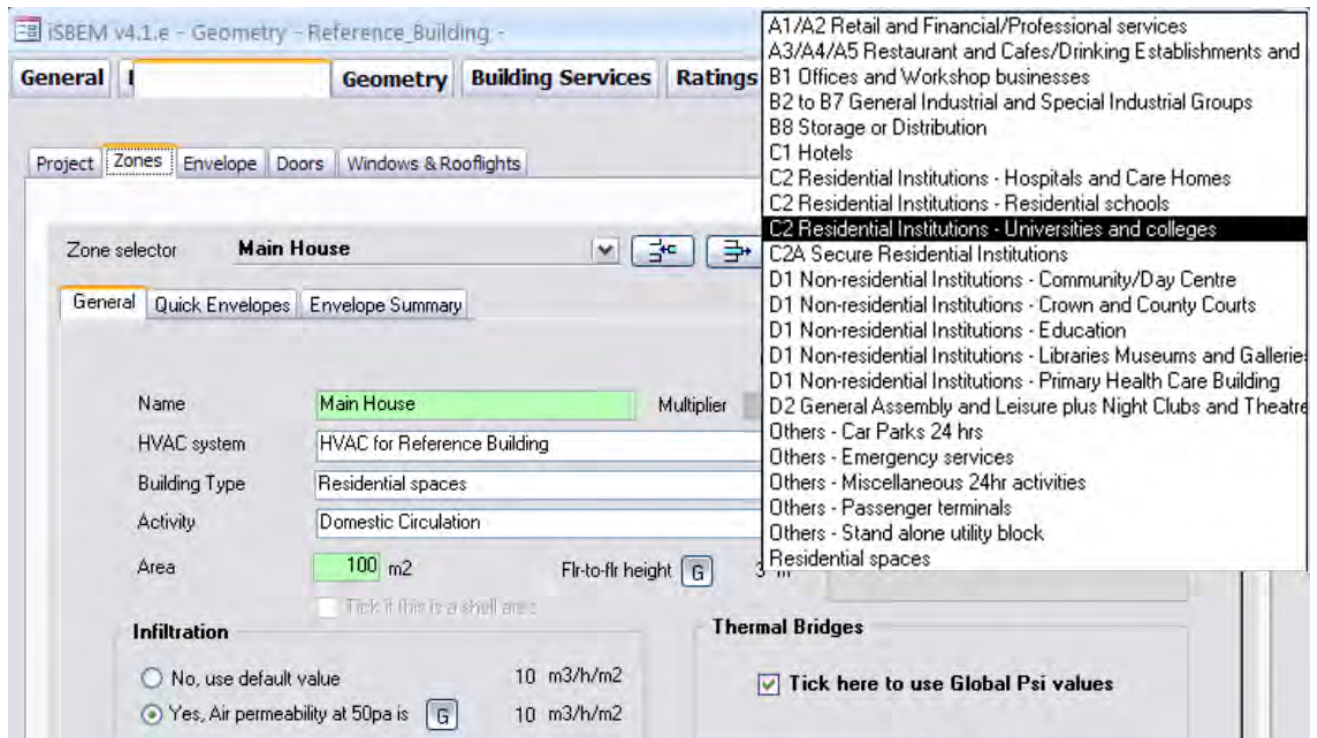 iSBEM v4.1.e - Geometry - Reference_Building -
General
Geometry
Building Services
Ratings
Project
Zones
Envelope
Doors
Windows & Rooflights
Zone selector
Main House
General
Quick Envelopes
Envelope Summary
Name
Main House
Multiplier
HVAC system
HVAC for Reference Building
Building Type
Residential spaces
Activity
Domestic Circulation
Area
100 m2
Flr-to-flr height
G
3 m
Tick if this is a shell area
Infiltration
No, use default value
10 m3/h/m2
Yes, Air permeability at 50pa is
G
10 m3/h/m2
Thermal Bridges
Tick here to use Global Psi values
A1/A2 Retail and Financial/Professional services
A3/A4/A5 Restaurant and Cafes/Drinking Establishments and
B1 Offices and Workshop businesses
B2 to B7 General Industrial and Special Industrial Groups
B8 Storage or Distribution
C1 Hotels
C2 Residential Institutions - Hospitals and Care Homes
C2 Residential Institutions - Residential schools
C2 Residential Institutions - Universities and colleges
C2A Secure Residential Institutions
D1 Non-residential Institutions - Community/Day Centre
D1 Non-residential Institutions - Crown and County Courts
D1 Non-residential Institutions - Education
D1 Non-residential Institutions - Libraries Museums and Gallerie
D1 Non-residential Institutions - Primary Health Care Building
D2 General Assembly and Leisure plus Night Clubs and Theatre
Others - Car Parks 24 hrs
Others - Emergency services
Others - Miscellaneous 24hr activities
Others - Passenger terminals
Others - Stand alone utility block
Residential spaces